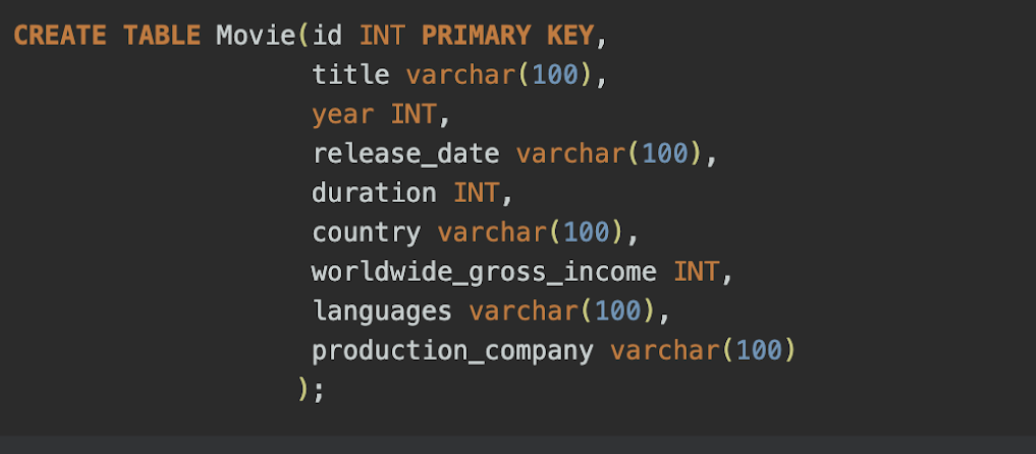 CREATE TABLE Movie(id INT PRIMARY KEY,
title varchar(100),
year INT,
release_date varchar(100),
duration INT,
country varchar(100),
worldwide_gross_income INT,
languages varchar(100),
production_company varchar(100)
);